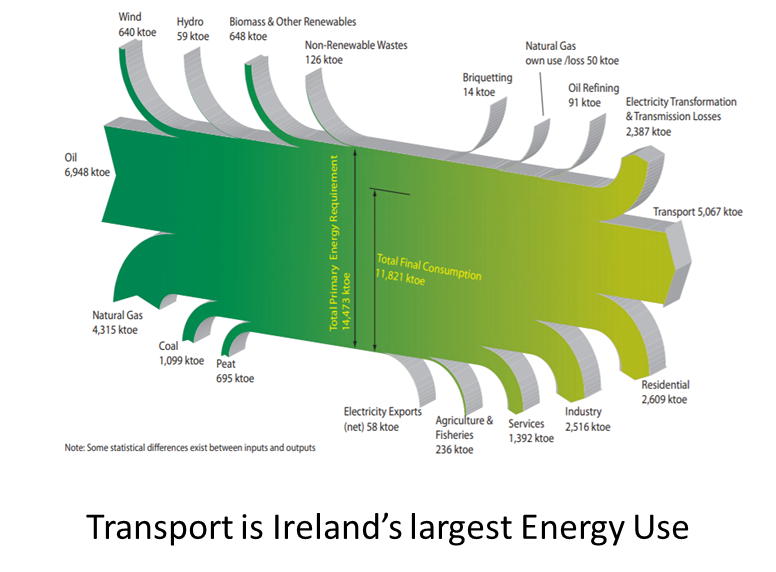 Wind
640 ktoe
Hydro
59 ktoe
Biomass & Other Renewables
648 ktoe
Non-Renewable Wastes
126 ktoe
Natural Gas
own use /loss 50 ktoe
Briquetting
14 ktoe
Oil Refining
91 ktoe
Electricity Transformation
& Transmission Losses
2,387 ktoe
Oil
6,948 ktoe
Transport 5,067 ktoe
Total Primary Energy Requirement
14,473 ktoe
Total Final Consumption
11,821 ktoe
Natural Gas
4,315 ktoe
Coal
1,099 ktoe
Peat
695 ktoe
Electricity Exports
(net) 58 ktoe
Agriculture &
Fisheries
236 ktoe
Services
1,392 ktoe
Industry
2,516 ktoe
Residential
2,609 ktoe
Note: Some statistical differences exist between inputs and outputs
Transport is Ireland’s largest Energy Use